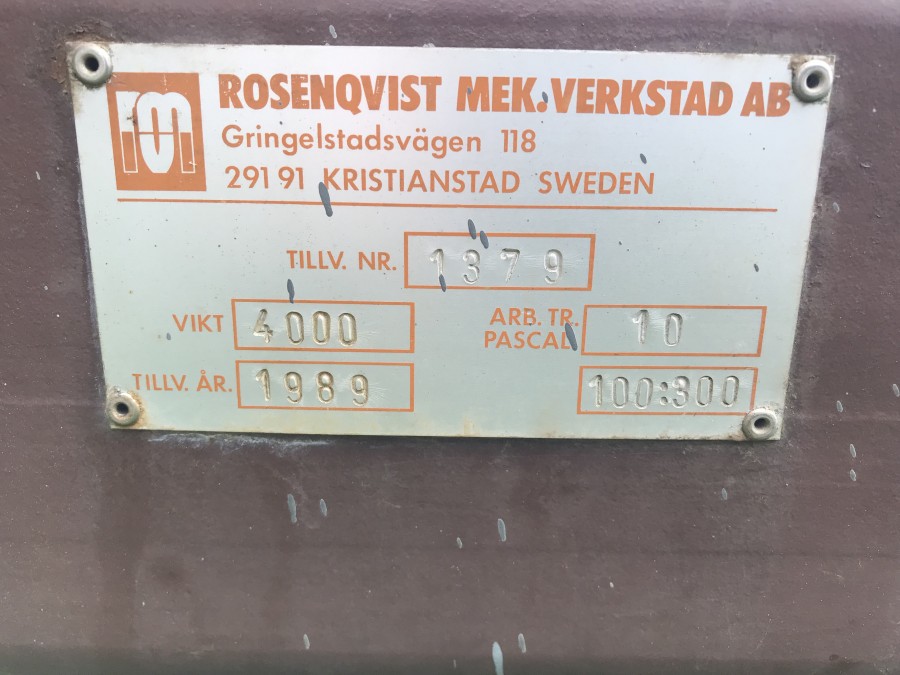 ROSENQVIST MEK. VERKSTAD AB
Gringelstadsvägen 118
291 91 KRISTIANSTAD SWEDEN
TILLV. NR. 1379
VIKT 4000
ARB. TR. PASCAL 10
TILLV. ÅR. 1989
100:300